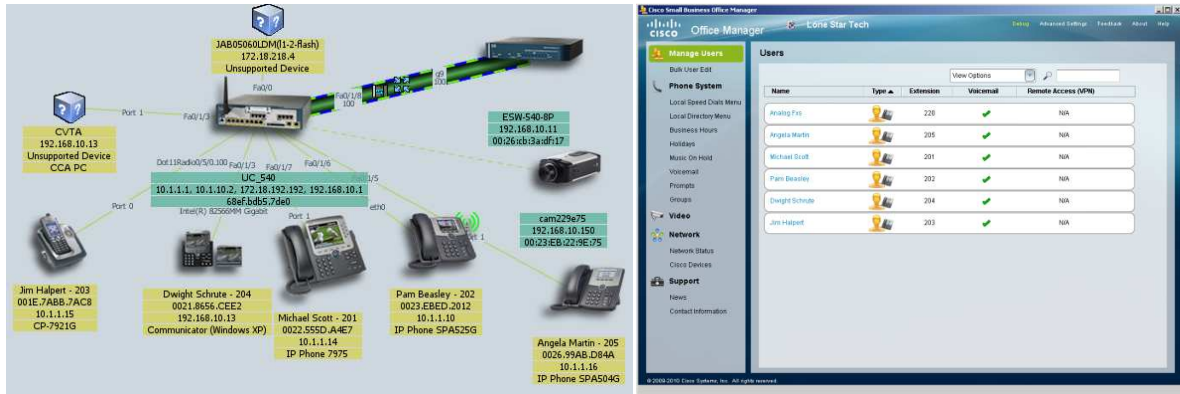 JAB05060LDM(l1-2-flash)
172.18.218.4
Unsupported Device
Fa0/0
g9
100
Fa0/1/8
100
Port 1
Fa0/1/3
CVTA
192.168.10.13
Unsupported Device
CCA PC
ESW-540-8P
192.168.10.11
00:26:cb:3a:df:17
Dot11Radio0/5/0.100
Fa0/1/3
Fa0/1/7
Fa0/1/6
UC_540
10.1.1.1, 10.1.10.2, 172.18.192.192, 192.168.10.1
68ef.bdb5.7de0
1/5
Port 0
Intel(R) 82566MM Gigabit
Port 1
eth0
Port 1
cam229e75
192.168.10.150
00:23:EB:22:9E:75
Jim Halpert - 203
001E.7ABB.7AC8
10.1.1.15
CP-7921G
Dwight Schrute - 204
0021.8656.CEE2
192.168.10.13
Communicator (Windows XP)
Michael Scott - 201
0022.555D.A4E7
10.1.1.14
IP Phone 7975
Pam Beasley - 202
0023.EBED.2012
10.1.1.10
IP Phone SPA525G
Angela Martin - 205
0026.99AB.D84A
10.1.1.16
IP Phone SPA504G
Cisco Small Business Office Manager
CISCO Office Manager
Lone Star Tech
Debug Advanced Settings Feedback About Help
Manage Users
Bulk User Edit
Phone System
Local Speed Dials Menu
Local Directory Menu
Business Hours
Holidays
Music On Hold
Voicemail
Prompts
Groups
Video
Network
Network Status
Cisco Devices
Support
News
Contact Information
Users
View Options
Name Type Extension Voicemail Remote Access (VPN)
Analog Fxs 228 N/A
Angela Martin 205 N/A
Michael Scott 201 N/A
Pam Beasley 202 N/A
Dwight Schrute 204 N/A
Jim Halpert 203 N/A
© 2009-2010 Cisco Systems, Inc. All rights reserved.